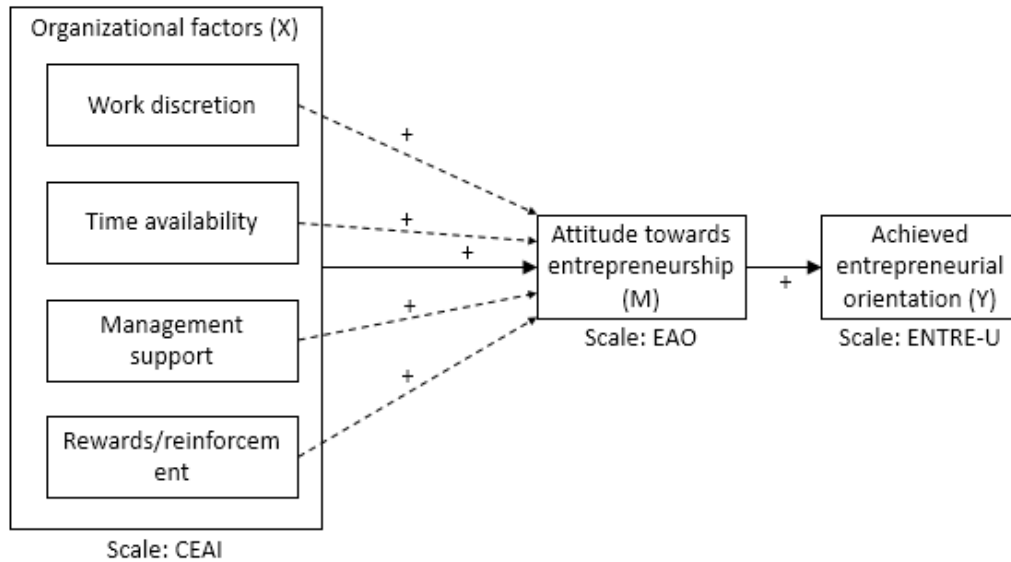 Organizational factors (X)
Work discretion
+
Time availability
+
+
Management
support
+
Rewards/reinforcem
ent
+
Scale: CEAI
Attitude towards
entrepreneurship
(M)
Scale: EAO
+
Achieved
entrepreneurial
orientation (Y)
Scale: ENTRE-U